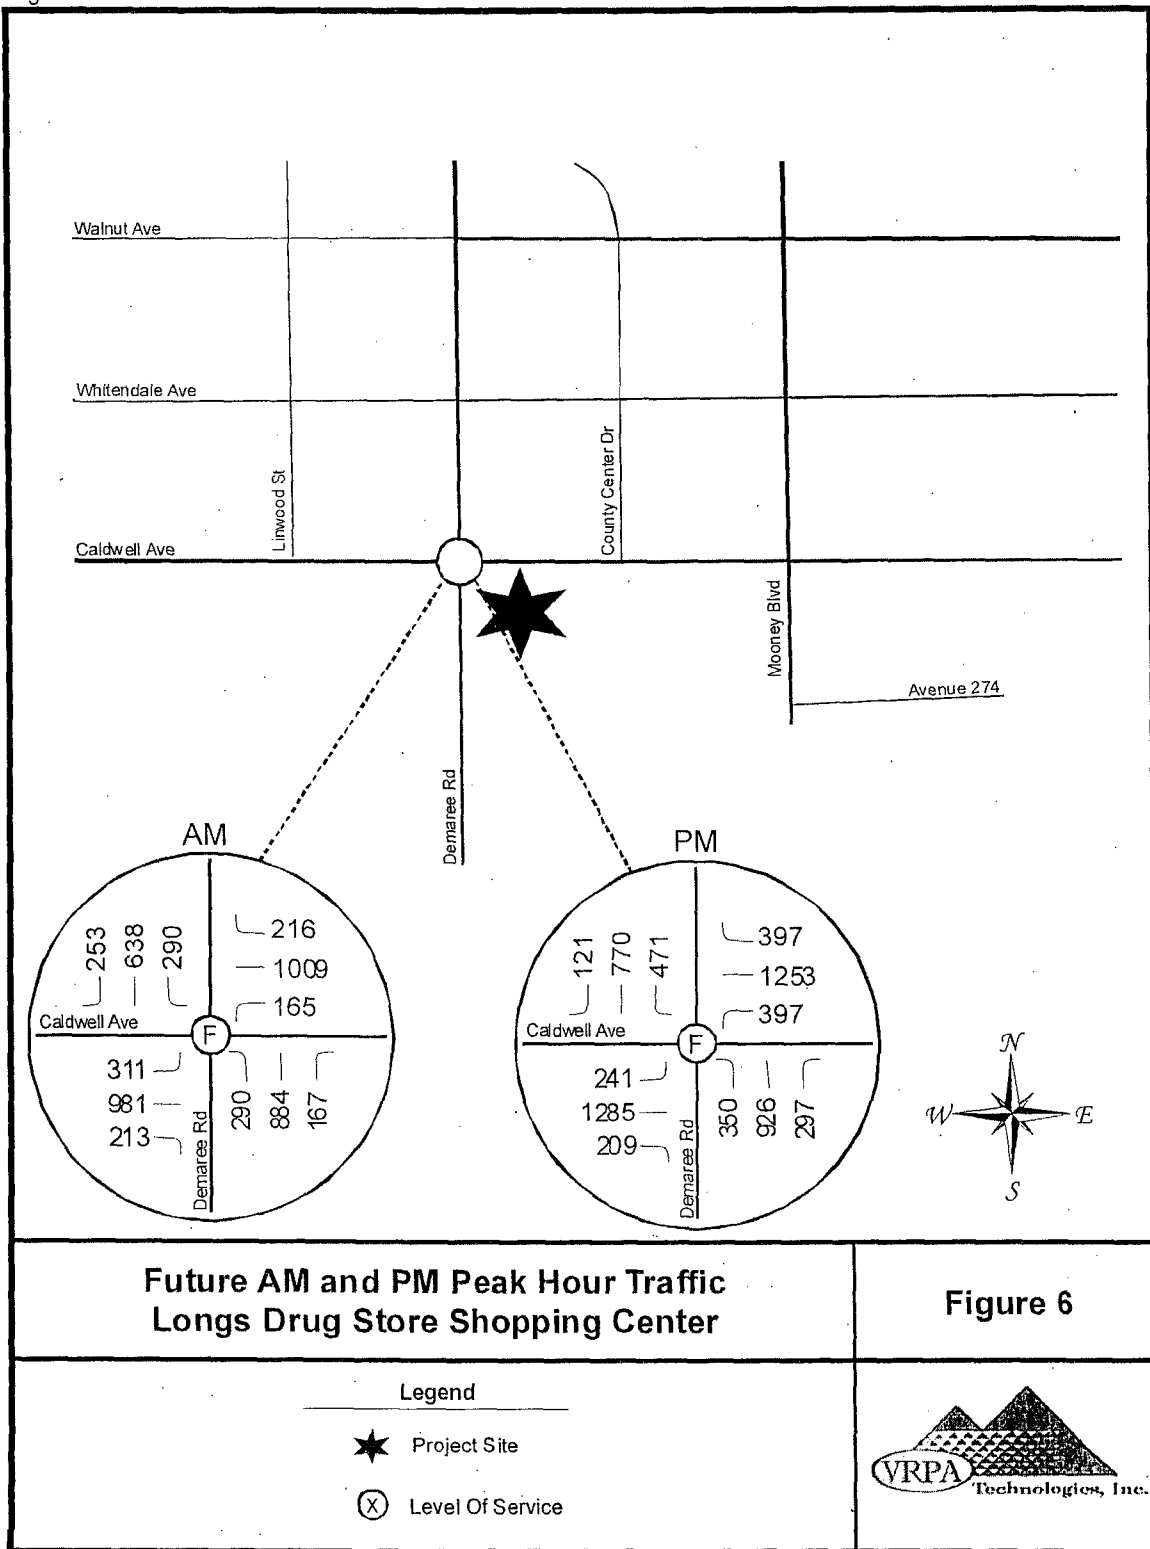 Walnut Ave
Whitendale Ave
Linwood St
County Center Dr
Caldwell Ave
Mooney Blvd
Avenue 274
Demaree Rd
AM
253
638
290
216
1009
165
Caldwell Ave
F
311
981
213
Demaree Rd
290
884
167
PM
121
770
471
397
1253
397
Caldwell Ave
F
241
1285
209
Demaree Rd
350
926
297
N
W
E
S
Future AM and PM Peak Hour Traffic
Longs Drug Store Shopping Center
Figure 6
Legend
Project Site
X Level Of Service
VRPA
Technologies, Inc.